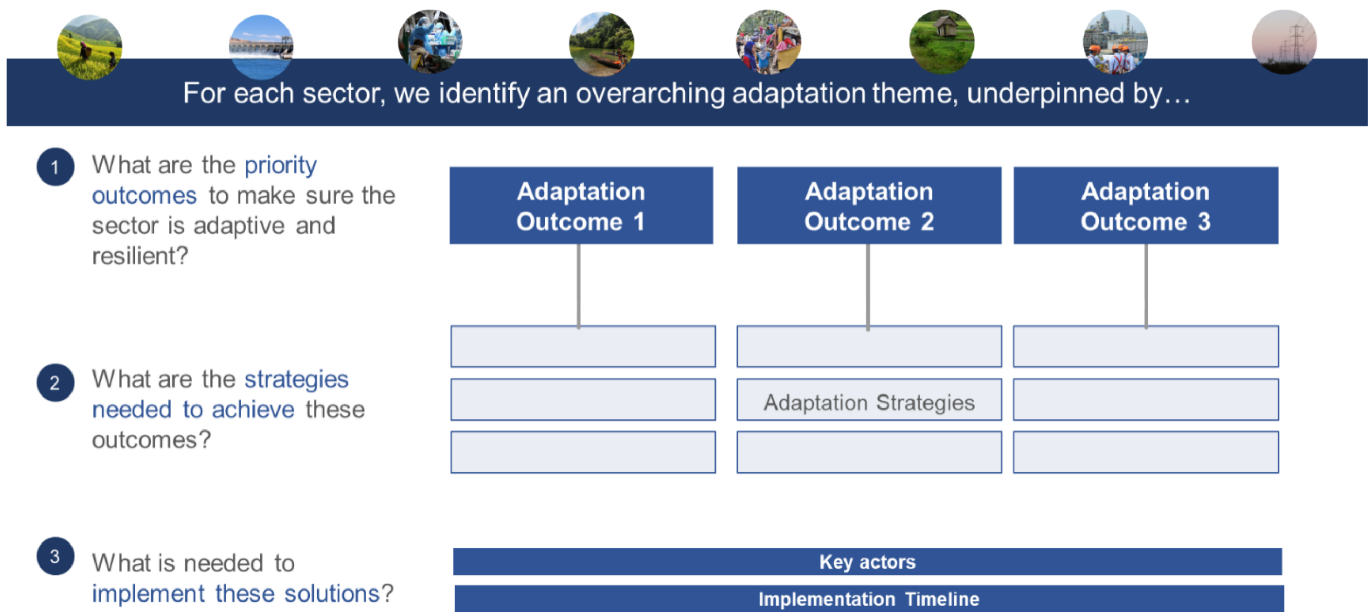 For each sector, we identify an overarching adaptation theme, underpinned by…
1
What are the priority
outcomes to make sure the
sector is adaptive and
resilient?
Adaptation
Outcome 1
Adaptation
Outcome 2
Adaptation
Outcome 3
2
What are the strategies
needed to achieve these
outcomes?
Adaptation Strategies
3
What is needed to
implement these solutions?
Key actors
Implementation Timeline